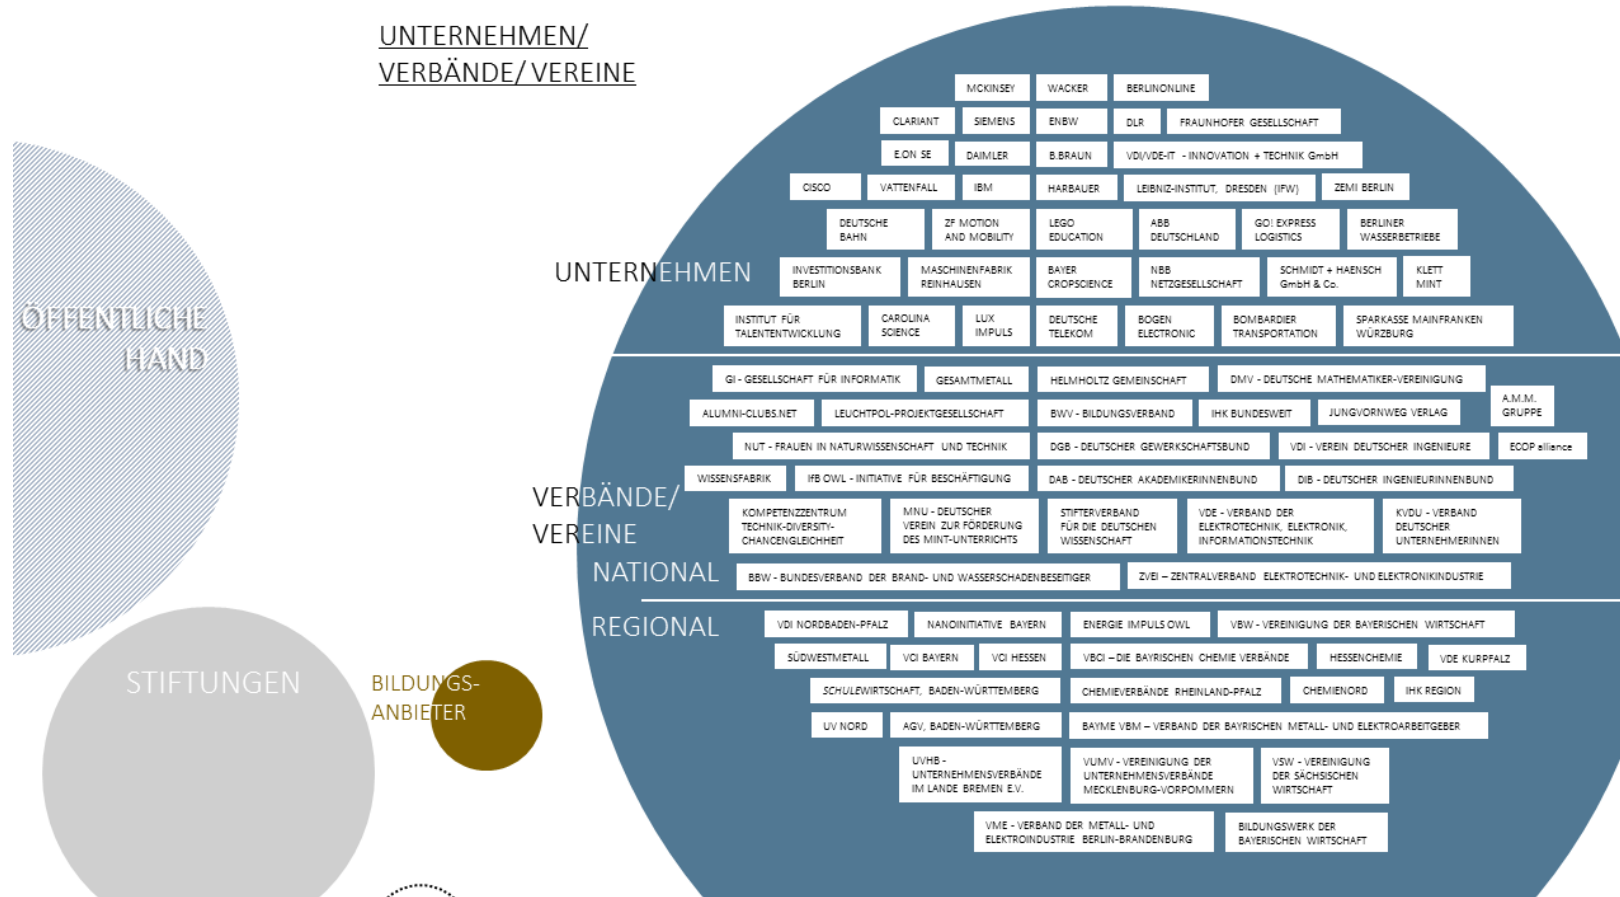 UNTERNEHMEN/
VERBÄNDE/ VEREINE
ÖFFENTLICHE
HAND
STIFTUNGEN
BILDUNGS-
ANBIETER
UNTERNEHMEN
MCKINSEY
WACKER
BERLINONLINE
CLARIANT
SIEMENS
ENBW
DLR
FRAUNHOFER GESELLSCHAFT
E.ON SE
DAIMLER
B.BRAUN
VDI/VDE-IT - INNOVATION + TECHNIK GmbH
CISCO
VATTENFALL
IBM
HARBAUER
LEIBNIZ-INSTITUT, DRESDEN (IFW)
ZEMI BERLIN
DEUTSCHE
BAHN
ZF MOTION
AND MOBILITY
LEGO
EDUCATION
ABB
DEUTSCHLAND
GO! EXPRESS
LOGISTICS
BERLINER
WASSERBETRIEBE
INVESTITIONSBANK
BERLIN
MASCHINENFABRIK
REINHAUSEN
BAYER
CROPSCIENCE
NBB
NETZGESELLSCHAFT
SCHMIDT + HAENSCH
GmbH & Co.
KLETT
MINT
INSTITUT FÜR
TALENTENTWICKLUNG
CAROLINA
SCIENCE
LUX
IMPULS
DEUTSCHE
TELEKOM
BOGEN
ELECTRONIC
BOMBARDIER
TRANSPORTATION
SPARKASSE MAINFRANKEN
WÜRZBURG
VERBÄNDE/
VEREINE
NATIONAL
GI - GESELLSCHAFT FÜR INFORMATIK
GESAMTMETALL
HELMHOLTZ GEMEINSCHAFT
DMV - DEUTSCHE MATHEMATIKER-VEREINIGUNG
ALUMNI-CLUBS.NET
LEUCHTPOL-PROJEKTGESELLSCHAFT
BWV - BILDUNGSVERBAND
IHK BUNDESWEIT
JUNGVORNWEG VERLAG
A.M.M.
GRUPPE
NUT - FRAUEN IN NATURWISSENSCHAFT UND TECHNIK
DGB - DEUTSCHER GEWERKSCHAFTSBUND
VDI - VEREIN DEUTSCHER INGENIEURE
ECOP alliance
WISSENSFABRIK
IfB OWL - INITIATIVE FÜR BESCHÄFTIGUNG
DAB - DEUTSCHER AKADEMIKERINNENBUND
DIB - DEUTSCHER INGENIEURINNENBUND
KOMPETENZZENTRUM
TECHNIK-DIVERSITY-
CHANCENGLEICHHEIT
MNU - DEUTSCHER
VEREIN ZUR FÖRDERUNG
DES MINT-UNTERRICHTS
STIFTERVERBAND
FÜR DIE DEUTSCHEN
WISSENSCHAFT
VDE - VERBAND DER
ELEKTROTECHNIK, ELEKTRONIK,
INFORMATIONSTECHNIK
KVDU - VERBAND
DEUTSCHER
UNTERNEHMERINNEN
BBW - BUNDESVERBAND DER BRAND- UND WASSERSCHADENBESEITIGER
ZVEI – ZENTRALVERBAND ELEKTROTECHNIK- UND ELEKTRONIKINDUSTRIE
REGIONAL
VDI NORDBADEN-PFALZ
NANOINITIATIVE BAYERN
ENERGIE IMPULS OWL
VBW - VEREINIGUNG DER BAYERISCHEN WIRTSCHAFT
SÜDWESTMETALL
VCI BAYERN
VCI HESSEN
VBCI – DIE BAYRISCHEN CHEMIE VERBÄNDE
HESSENCHEMIE
VDE KURPFALZ
SCHULEWIRTSCHAFT, BADEN-WÜRTTEMBERG
CHEMIEVERBÄNDE RHEINLAND-PFALZ
CHEMIENORD
IHK REGION
UV NORD
AGV, BADEN-WÜRTTEMBERG
BAYME VBM – VERBAND DER BAYRISCHEN METALL- UND ELEKTROARBEITGEBER
UVHB -
UNTERNEHMENSVERBÄNDE
IM LANDE BREMEN E.V.
VUMV - VEREINIGUNG DER
UNTERNEHMENSVERBÄNDE
MECKLENBURG-VORPOMMERN
VSW - VEREINIGUNG
DER SÄCHSISCHEN
WIRTSCHAFT
VME - VERBAND DER METALL- UND
ELEKTROINDUSTRIE BERLIN-BRANDENBURG
BILDUNGSWERK DER
BAYERISCHEN WIRTSCHAFT